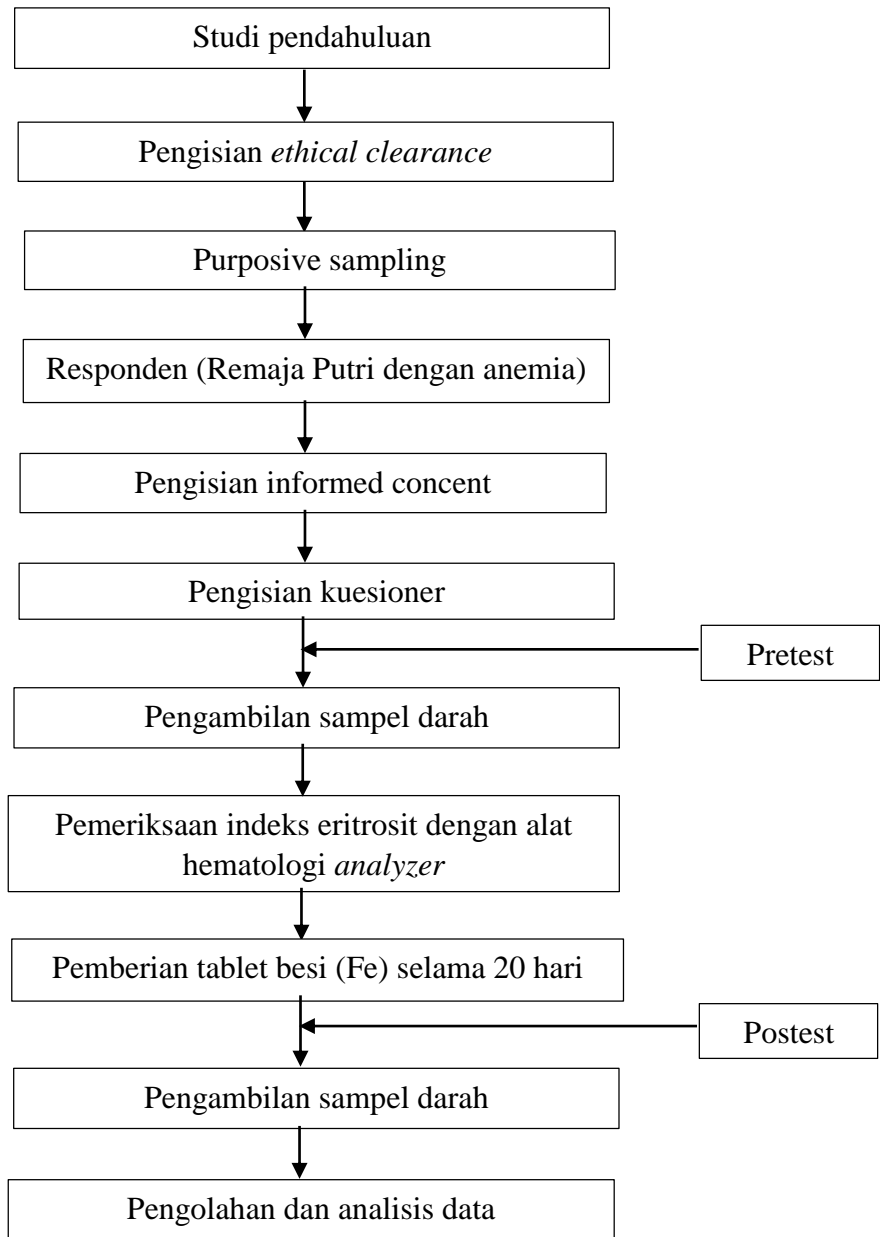 Studi pendahuluan
Pengisian ethical clearance
Purposive sampling
Responden (Remaja Putri dengan anemia)
Pengisian informed concent
Pengisian kuesioner
Pretest
Pengambilan sampel darah
Pemeriksaan indeks eritrosit dengan alat
hematologi analyzer
Pemberian tablet besi (Fe) selama 20 hari
Postest
Pengambilan sampel darah
Pengolahan dan analisis data